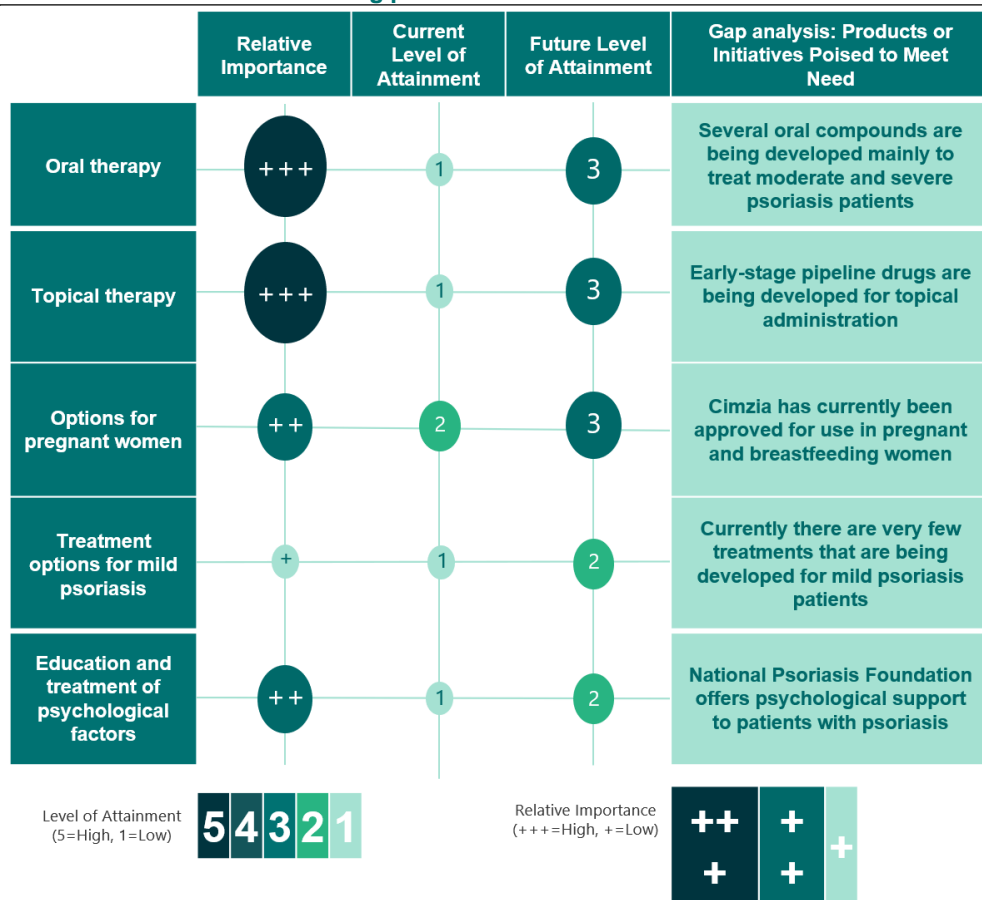 Relative
Importance
Current
Level of
Attainment
Future Level
of Attainment
Gap analysis: Products or
Initiatives Poised to Meet
Need
Oral therapy
+++
1
3
Several oral compounds are
being developed mainly to
treat moderate and severe
psoriasis patients
Topical therapy
+++
1
3
Early-stage pipeline drugs are
being developed for topical
administration
Options for
pregnant women
++
2
3
Cimzia has currently been
approved for use in pregnant
and breastfeeding women
Treatment
options for mild
psoriasis
+
1
2
Currently there are very few
treatments that are being
developed for mild psoriasis
patients
Education and
treatment of
psychological
factors
++
1
2
National Psoriasis Foundation
offers psychological support
to patients with psoriasis
Level of Attainment
(5=High, 1=Low)
5 4 3 2 1
Relative Importance
(+++=High, +=Low)
++
+
+
+
+